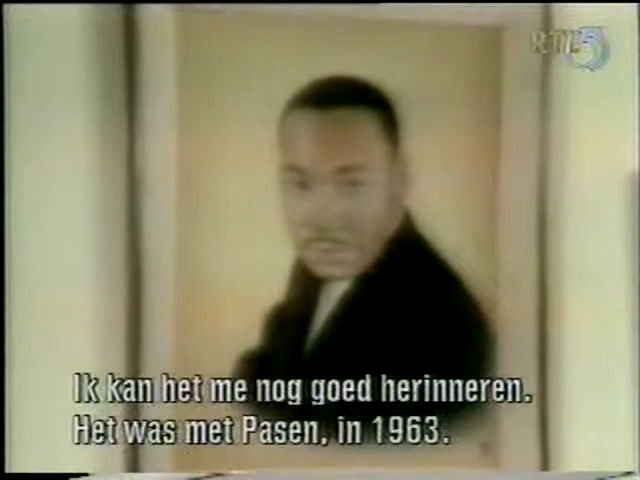 RTL5
Ik kan het me nog goed herinneren.
Het was met Pasen, in 1963.